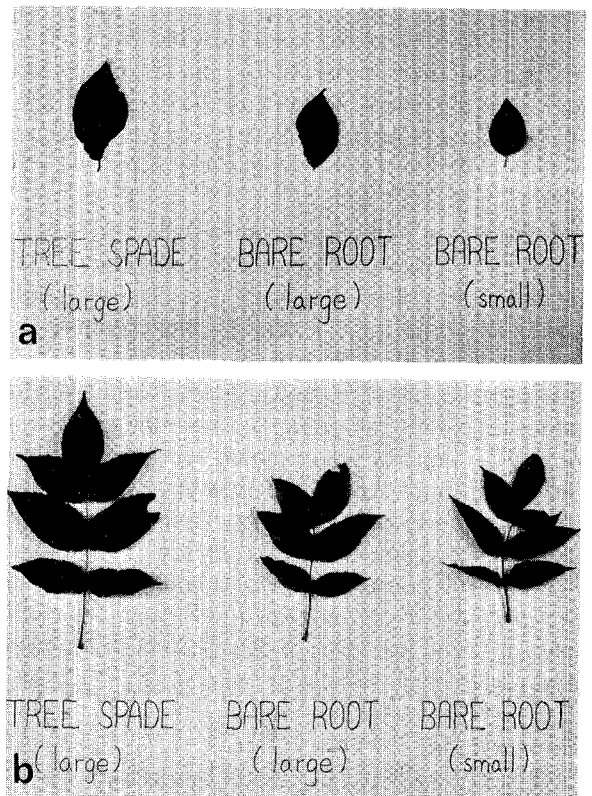 TREE SPADE BARE ROOT BARE ROOT
(large) (large) (small)
a
TREE SPADE BARE ROOT BARE ROOT
(large) (large) (small)
b